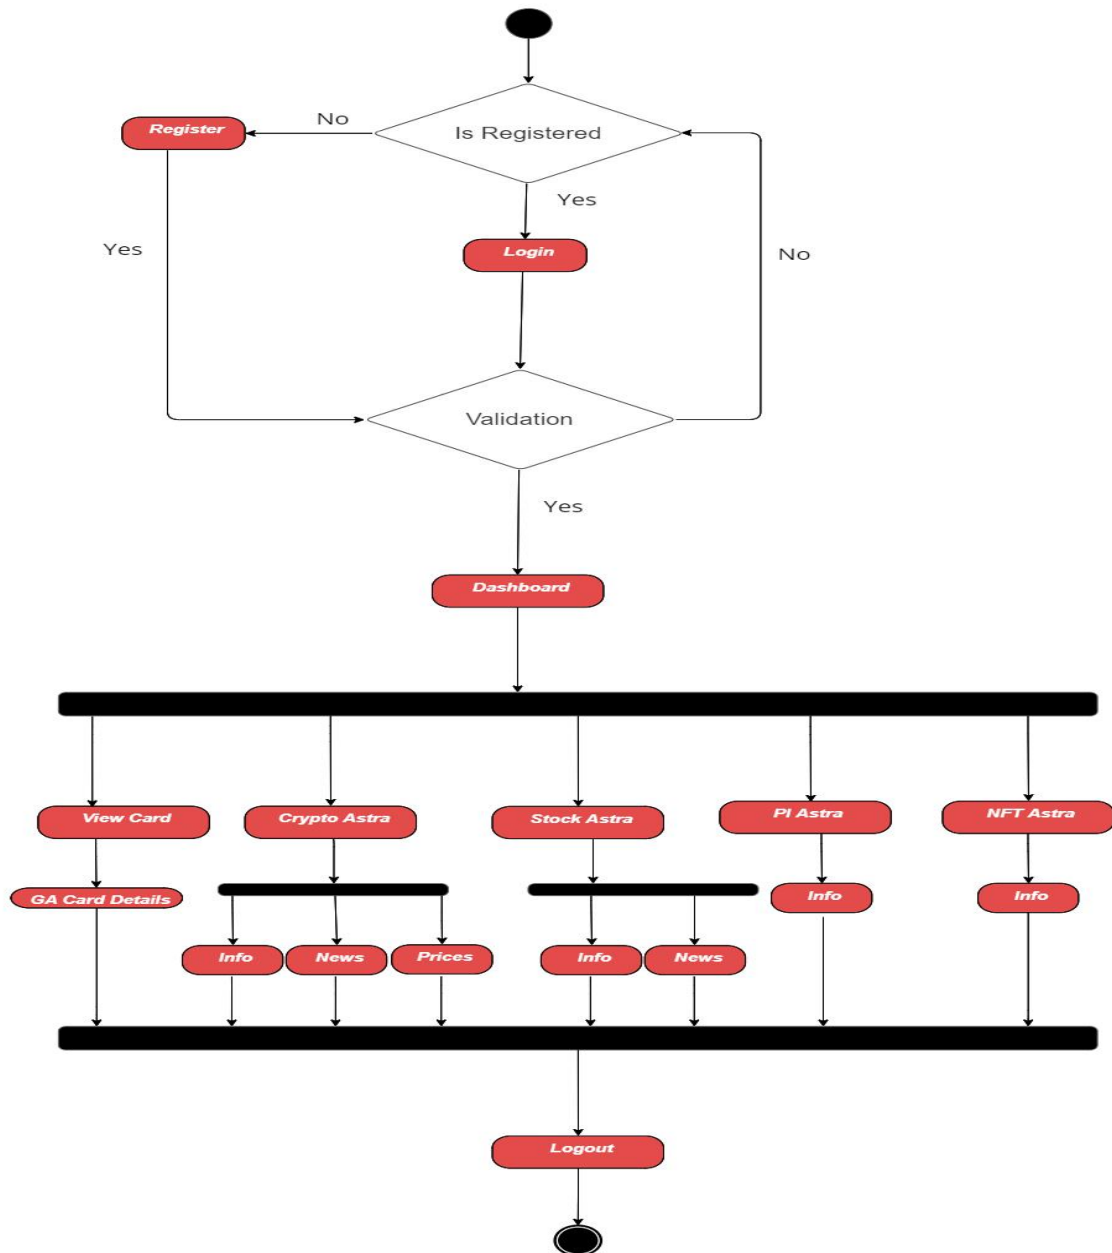 Is Registered
No
Register
Yes
Login
Yes
No
Validation
Yes
Dashboard
View Card
Crypto Astra
Stock Astra
PI Astra
NFT Astra
GA Card Details
Info
Info
Info
News
Prices
Info
News
Logout